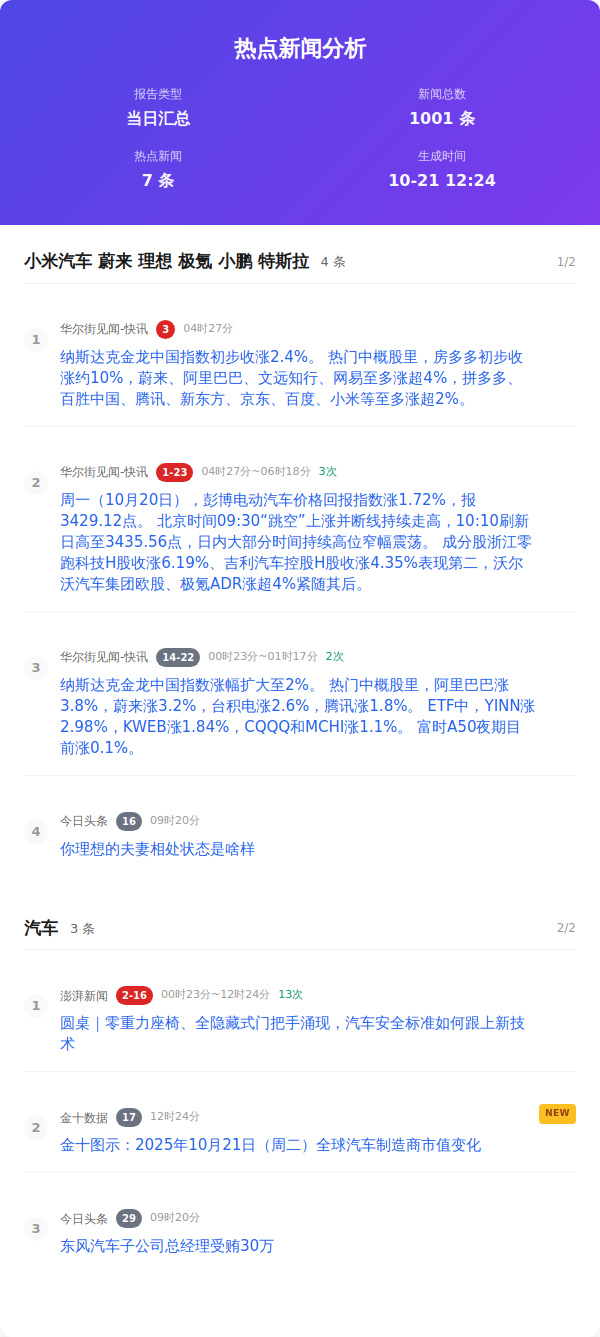 热点新闻分析
报告类型
新闻总数
当日汇总
1001 条
热点新闻
生成时间
7 条
10-21 12:24
小米汽车 蔚来 理想 极氪 小鹏 特斯拉 4 条 1/2
1 华尔街见闻-快讯 3 04时27分
纳斯达克金龙中国指数初步收涨2.4%。 热门中概股里，房多多初步收
涨约10%，蔚来、阿里巴巴、文远知行、网易至多涨超4%，拼多多、
百胜中国、腾讯、新东方、京东、百度、小米等至多涨超2%。
2 华尔街见闻-快讯 1-23 04时27分~06时18分 3次
周一（10月20日），彭博电动汽车价格回报指数涨1.72%，报
3429.12点。 北京时间09:30“跳空”上涨并断线持续走高，10:10刷新
日高至3435.56点，日内大部分时间持续高位窄幅震荡。 成分股浙江零
跑科技H股收涨6.19%、吉利汽车控股H股收涨4.35%表现第二，沃尔
沃汽车集团欧股、极氪ADR涨超4%紧随其后。
3 华尔街见闻-快讯 14-22 00时23分~01时17分 2次
纳斯达克金龙中国指数涨幅扩大至2%。 热门中概股里，阿里巴巴涨
3.8%，蔚来涨3.2%，台积电涨2.6%，腾讯涨1.8%。 ETF中，YINN涨
2.98%，KWEB涨1.84%，CQQQ和MCHI涨1.1%。 富时A50夜期目
前涨0.1%。
4 今日头条 16 09时20分
你理想的夫妻相处状态是啥样
汽车 3 条 2/2
1 澎湃新闻 2-16 00时23分~12时24分 13次
圆桌｜零重力座椅、全隐藏式门把手涌现，汽车安全标准如何跟上新技
术
2 金十数据 17 12时24分 NEW
金十图示：2025年10月21日（周二）全球汽车制造商市值变化
3 今日头条 29 09时20分
东风汽车子公司总经理受贿30万